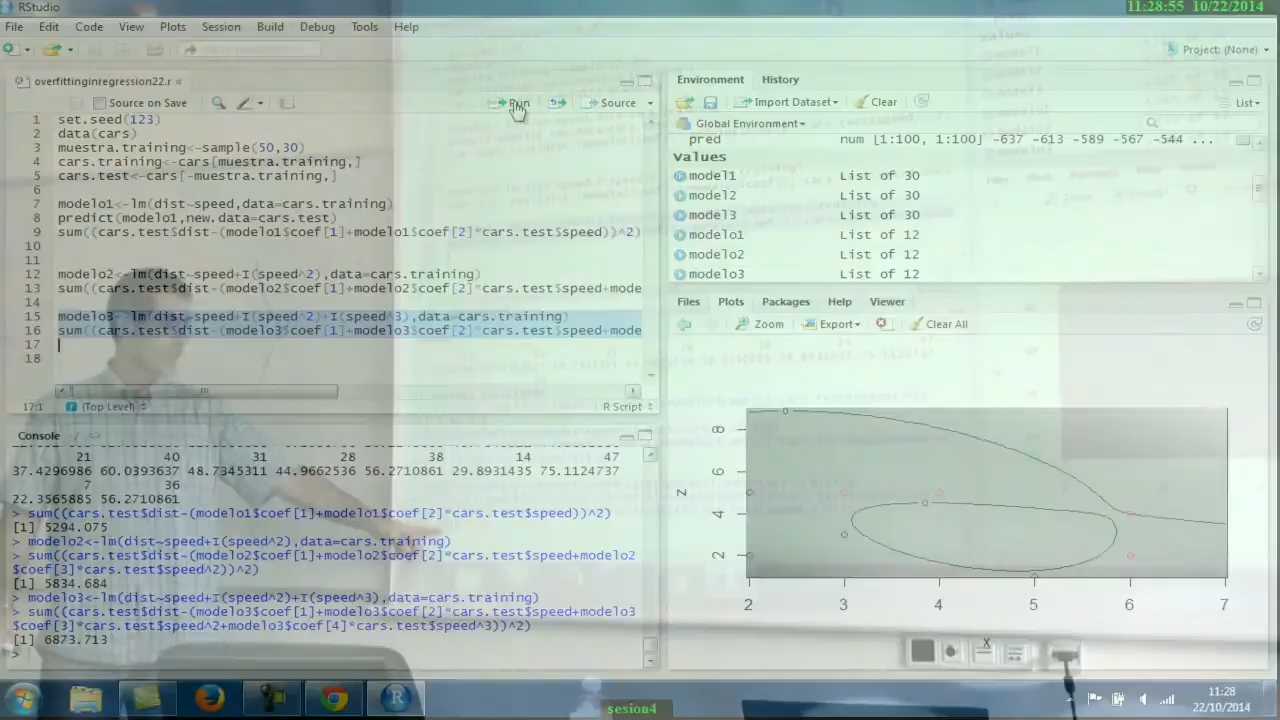 RStudio
11:28:55 10/22/2014
File Edit Code View Plots Session Build Debug Tools Help
Project: (None)
overfittinginregression22.r
Source on Save
Run
Source
1 set.seed(123)
2 data(cars)
3 muestra.training<-sample(50,30)
4 cars.training<-cars[muestra.training,]
5 cars.test<-cars[-muestra.training,]
6
7 modelo1<-lm(dist~speed,data=cars.training)
8 predict(modelo1,new.data=cars.test)
9 sum((cars.test$dist-(modelo1$coef[1]+modelo1$coef[2]*cars.test$speed))^2)
10
11
12 modelo2<-lm(dist~speed+I(speed^2),data=cars.training)
13 sum((cars.test$dist-(modelo2$coef[1]+modelo2$coef[2]*cars.test$speed+mode
14
15 modelo3<-lm(dist~speed+I(speed^2)+I(speed^3),data=cars.training)
16 sum((cars.test$dist-(modelo3$coef[1]+modelo3$coef[2]*cars.test$speed+mode
17
18
17:1 (Top Level) R Script
Console
21 40 31 28 38 14 47
37.4296986 60.0393637 48.7345311 44.9662536 56.2710861 29.8931435 75.1124737
7 36
22.3565885 56.2710861
> sum((cars.test$dist-(modelo1$coef[1]+modelo1$coef[2]*cars.test$speed))^2)
[1] 5294.075
> modelo2<-lm(dist~speed+I(speed^2),data=cars.training)
> sum((cars.test$dist-(modelo2$coef[1]+modelo2$coef[2]*cars.test$speed+modelo2
$coef[3]*cars.test$speed^2))^2)
[1] 5834.684
> modelo3<-lm(dist~speed+I(speed^2)+I(speed^3),data=cars.training)
> sum((cars.test$dist-(modelo3$coef[1]+modelo3$coef[2]*cars.test$speed+modelo3
$coef[3]*cars.test$speed^2+modelo3$coef[4]*cars.test$speed^3))^2)
[1] 6873.713
>
Environment History
Import Dataset Clear List
Global Environment
pred num [1:100, 1:100] -637 -613 -589 -567 -544 ...
Values
model1 List of 30
model2 List of 30
model3 List of 30
modelo1 List of 12
modelo2 List of 12
modelo3 List of 12
Files Plots Packages Help Viewer
Zoom Export Clear All
8
6
z
4
2
2 3 4 5 6 7
x
sesion4
11:28
22/10/2014